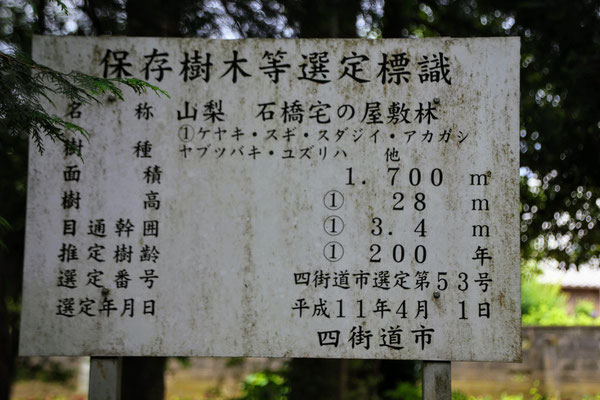 保存樹木等選定標識
名称 山梨 石橋宅の屋敷林
樹種 ①ケヤキ・スギ・スダジイ・アカガシ
ヤブツバキ・ユズリハ 他
面積 1.700 m
樹高 ① 28 m
目通幹囲 ① 3.4 m
推定樹齢 ① 200 年
選定番号 四街道市選定第53号
選定年月日 平成11年4月 1日
四街道市